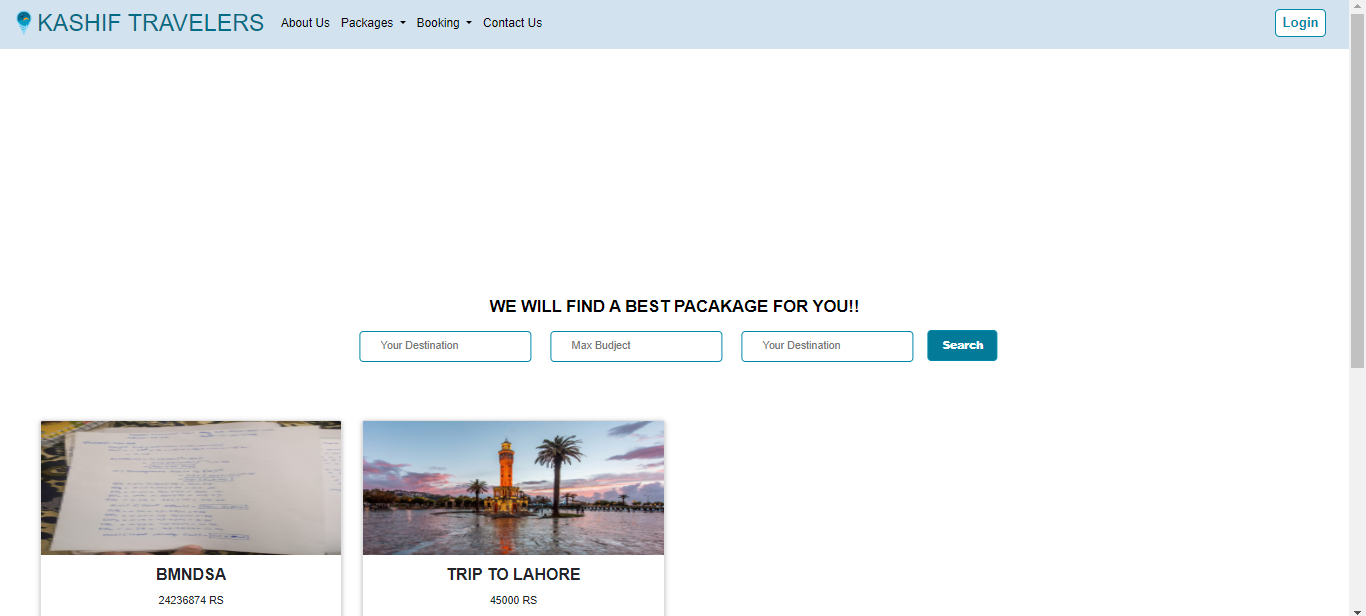 KASHIF TRAVELERS About Us Packages Booking Contact Us Login
WE WILL FIND A BEST PACAKAGE FOR YOU!!
Your Destination Max Budject Your Destination Search
BMNDSA
24236874 RS
TRIP TO LAHORE
45000 RS